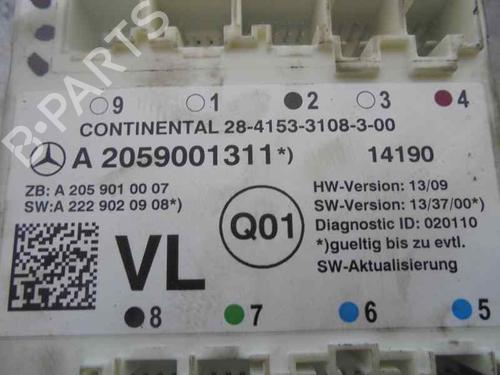 9 1 2 3 4
CONTINENTAL 28-4153-3108-3-00
A 2059001311*) 14190
ZB: A 205 901 00 07
SW:A 222 902 09 08*)
HW-Version: 13/09
SW-Version: 13/37/00*)
Diagnostic ID: 020110
*)gueltig bis zu evtl.
SW-Aktualisierung
VL
Q01
8 7 6 5
B-PARTS